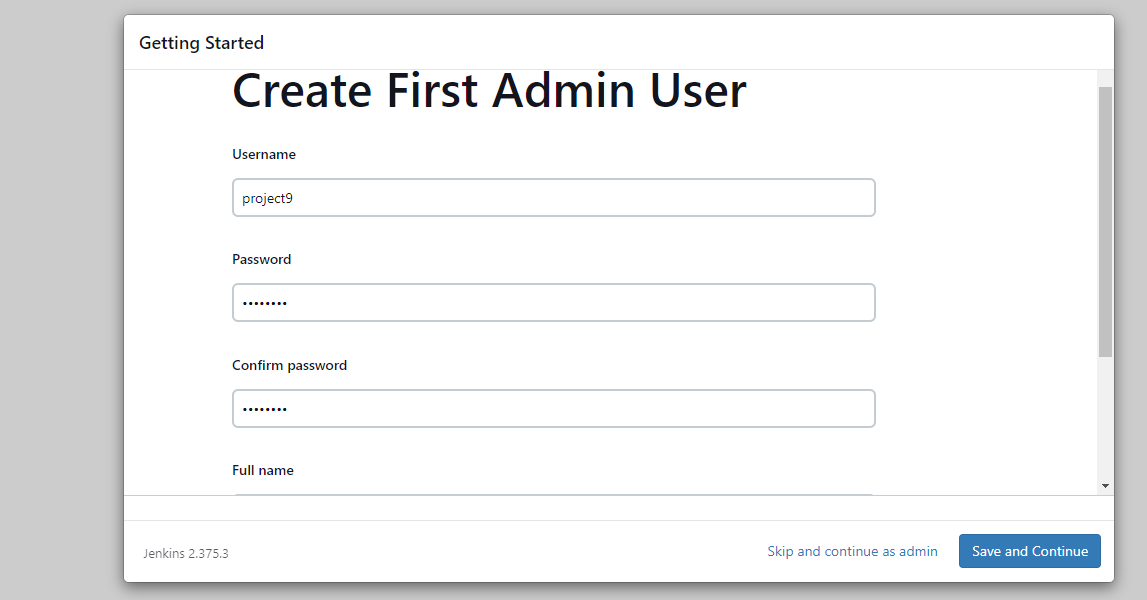 Getting Started
Create First Admin User
Username
project9
Password
••••••••
Confirm password
••••••••
Full name
Jenkins 2.375.3
Skip and continue as admin
Save and Continue